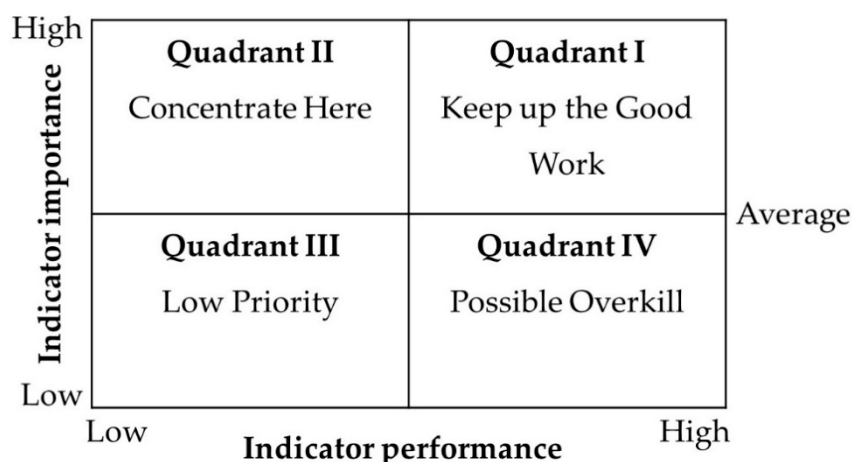 High
Indicator importance
Low
Quadrant II
Concentrate Here
Quadrant I
Keep up the Good
Work
Average
Quadrant III
Low Priority
Quadrant IV
Possible Overkill
Low
Indicator performance
High